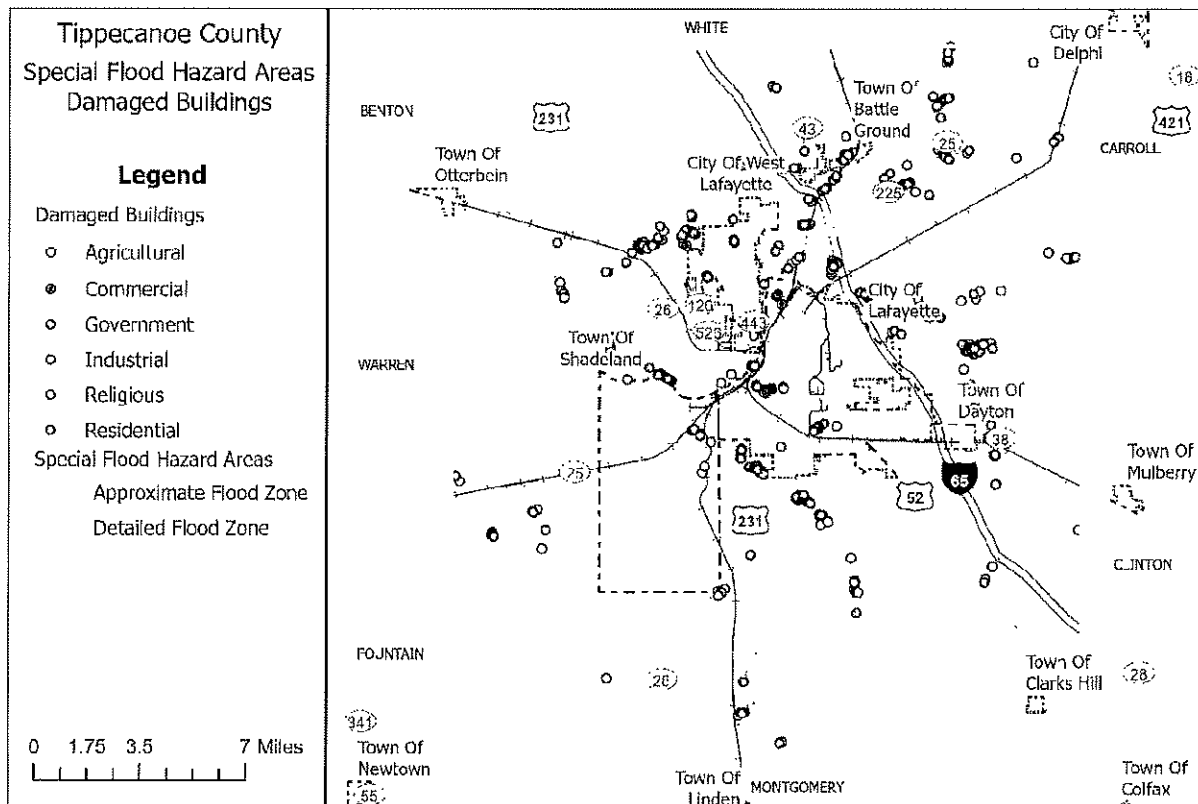 Tippecanoe County
Special Flood Hazard Areas
Damaged Buildings
Legend
Damaged Buildings
Agricultural
Commercial
Government
Industrial
Religious
Residential
Special Flood Hazard Areas
Approximate Flood Zone
Detailed Flood Zone
0 1.75 3.5 7 Miles
WHITE
City Of
Delphi
18
BENTON
231
Town Of
Battle
Ground
43
421
25
CARROLL
Town Of
Otterbein
City Of West
Lafayette
225
26
126
City Of
Lafayette
526
443
Town Of
Shadeland
WARREN
Town Of
Dayton
38
25
65
52
Town Of
Mulberry
231
CLINTON
FOUNTAIN
26
Town Of
Clarks Hill
28
341
Town Of
Newtown
55
Town Of
Linden
MONTGOMERY
Town Of
Colfax